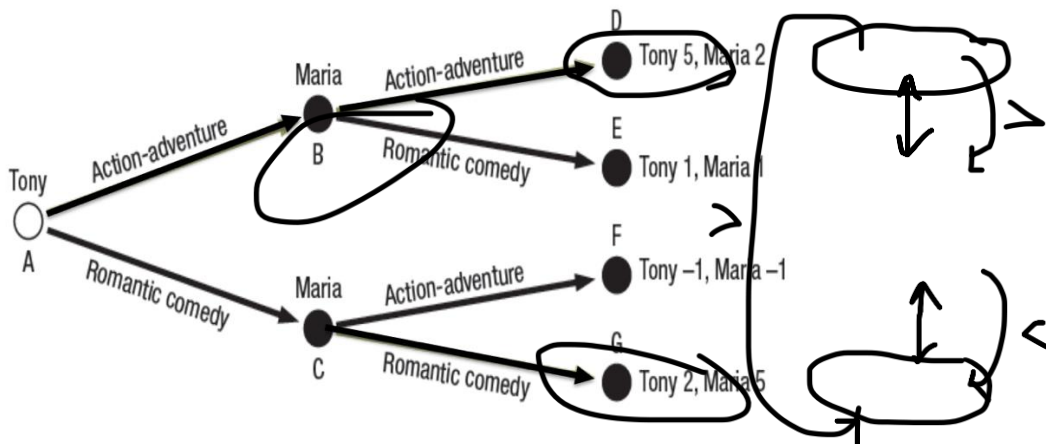 D
Tony 5, Maria 2
Maria
Action-adventure
B
Action-adventure
Romantic comedy
E
Tony 1, Maria 1
Tony
A
Romantic comedy
F
Tony –1, Maria –1
Maria
Action-adventure
C
Romantic comedy
G
Tony 2, Maria 5
>
>
<